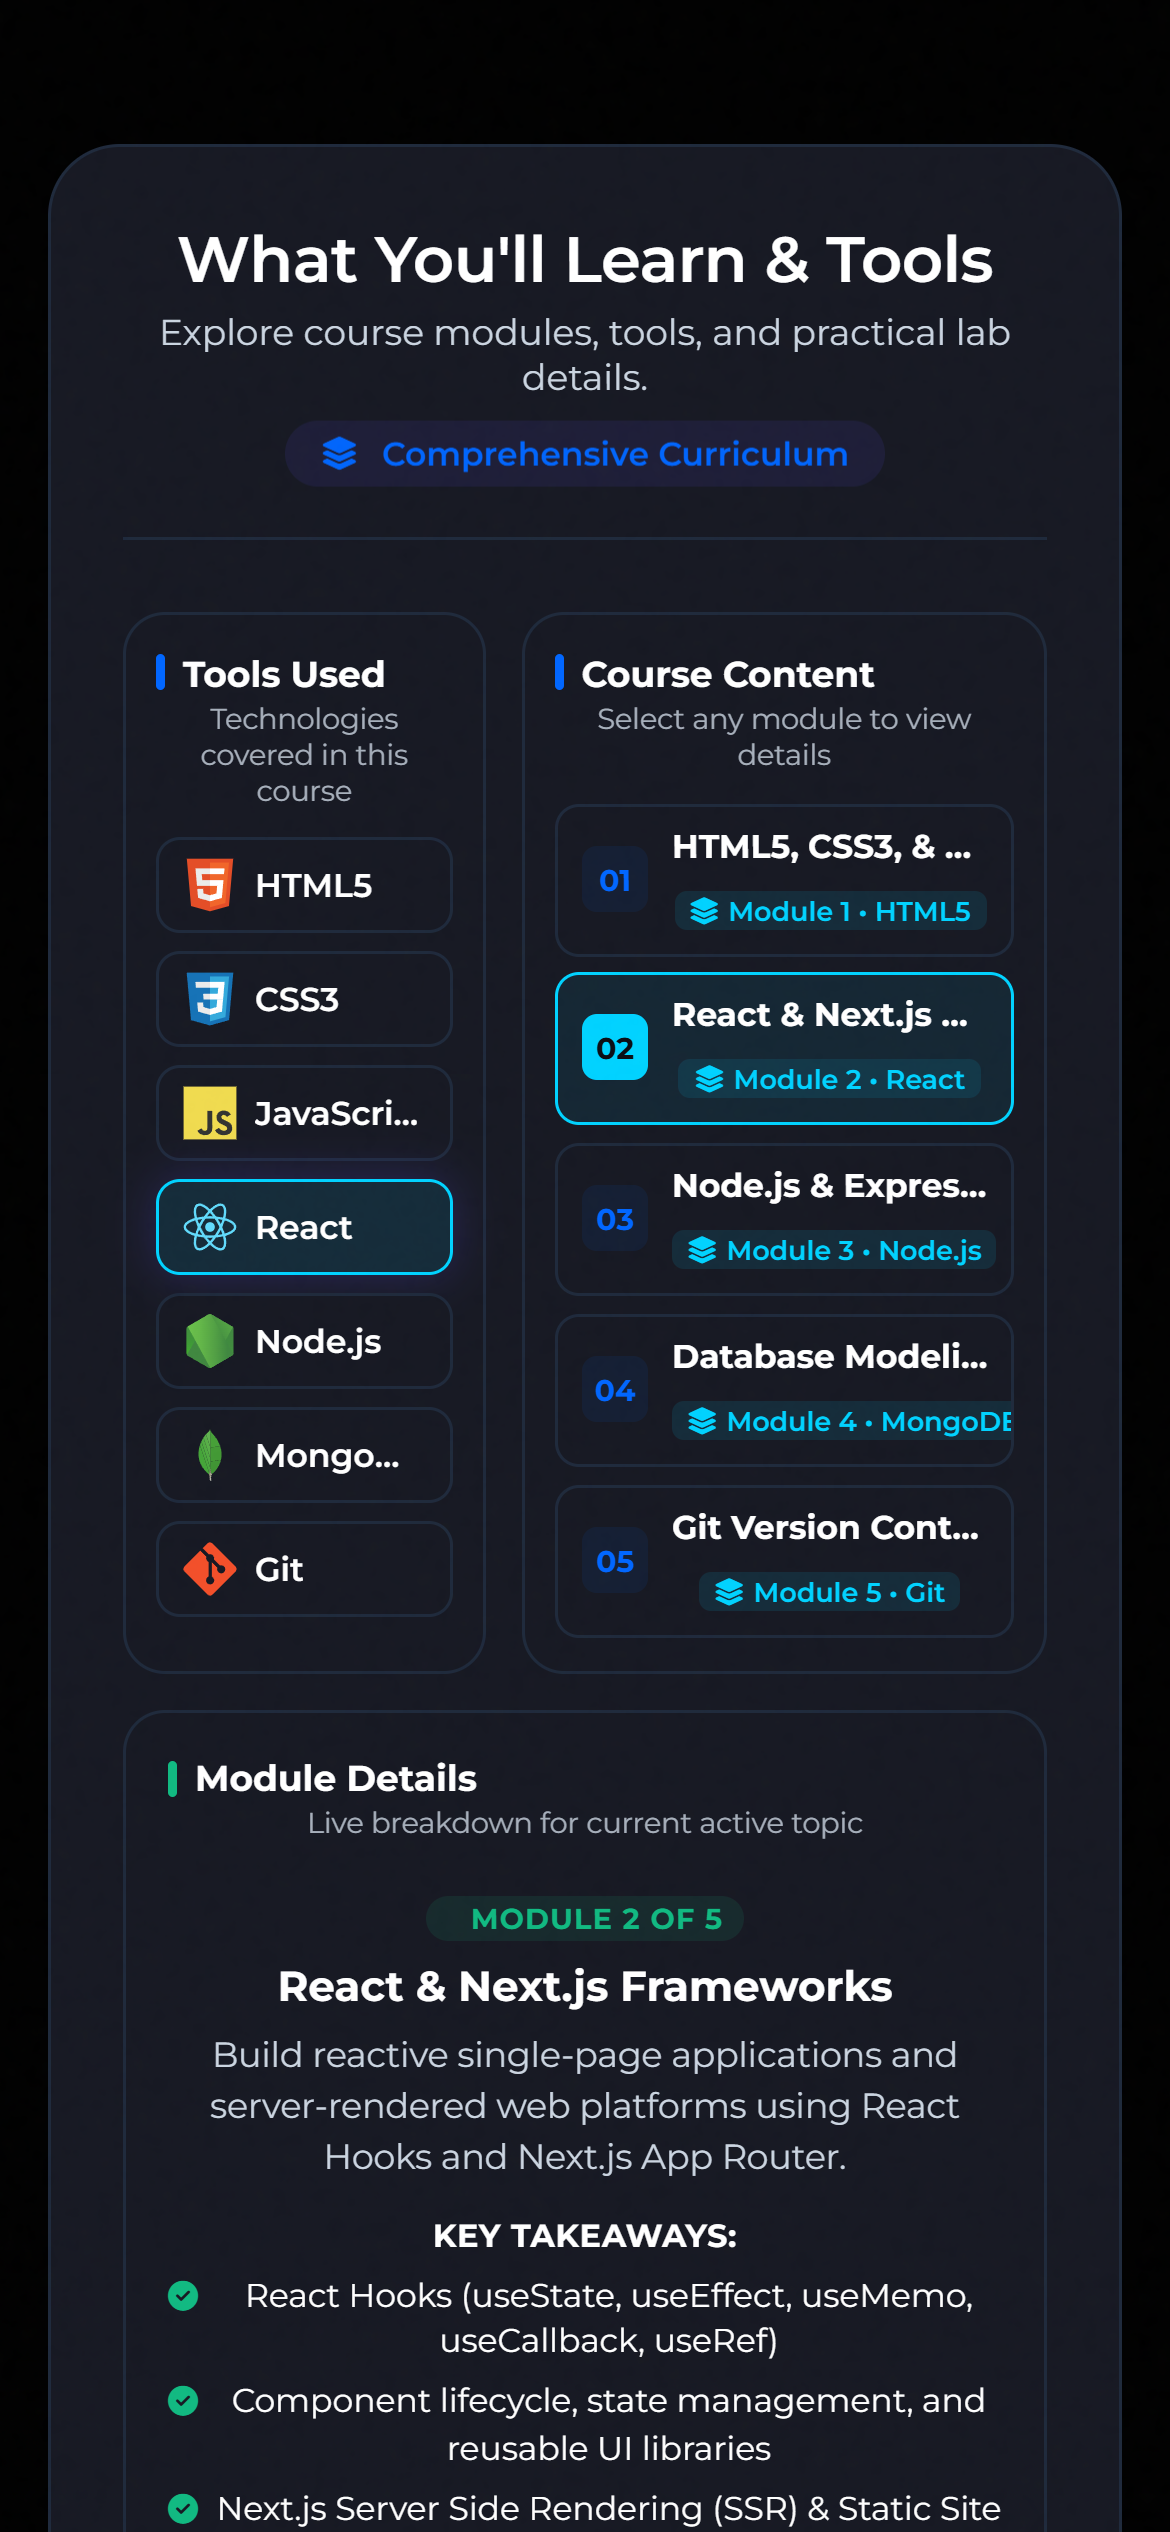 What You'll Learn & Tools
Explore course modules, tools, and practical lab
details.
Comprehensive Curriculum
Tools Used
Technologies
covered in this
course
HTML5
CSS3
JS
JavaScri...
React
Node.js
Mongo...
Git
Course Content
Select any module to view
details
01
HTML5, CSS3, & ...
Module 1 • HTML5
02
React & Next.js ...
Module 2 • React
03
Node.js & Expres...
Module 3 • Node.js
04
Database Modeli...
Module 4 • MongoDB
05
Git Version Cont...
Module 5 • Git
Module Details
Live breakdown for current active topic
MODULE 2 OF 5
React & Next.js Frameworks
Build reactive single-page applications and
server-rendered web platforms using React
Hooks and Next.js App Router.
KEY TAKEAWAYS:
React Hooks (useState, useEffect, useMemo,
useCallback, useRef)
Component lifecycle, state management, and
reusable UI libraries
Next.js Server Side Rendering (SSR) & Static Site